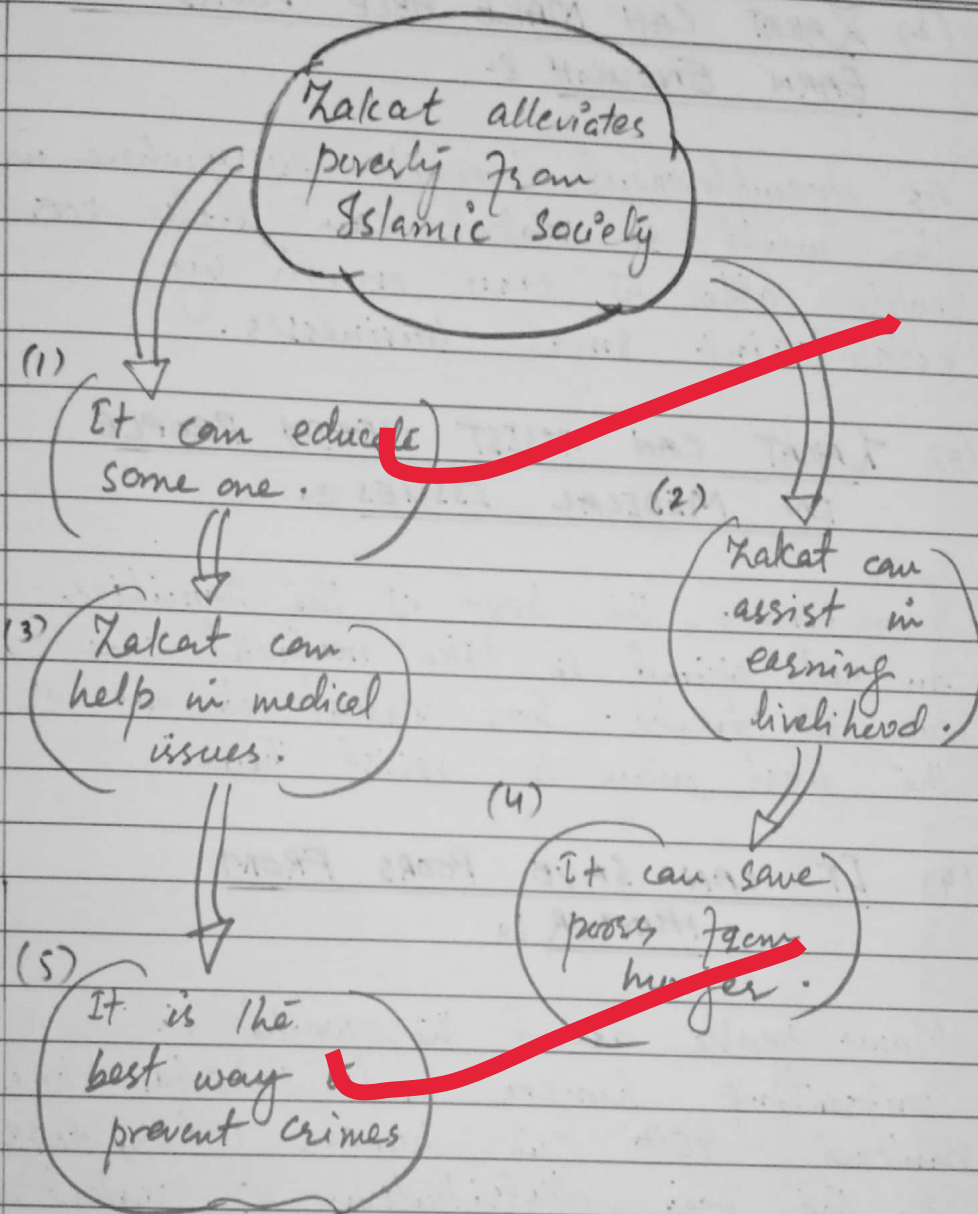 Zakat alleviates
poverty from
Islamic society
(1)
It can educate
some one.
(2)
Zakat can
assist in
earning
livelihood.
(3)
Zakat can
help in medical
issues.
(4)
It can save
poors from
hunger.
(5)
It is the
best way to
prevent crimes